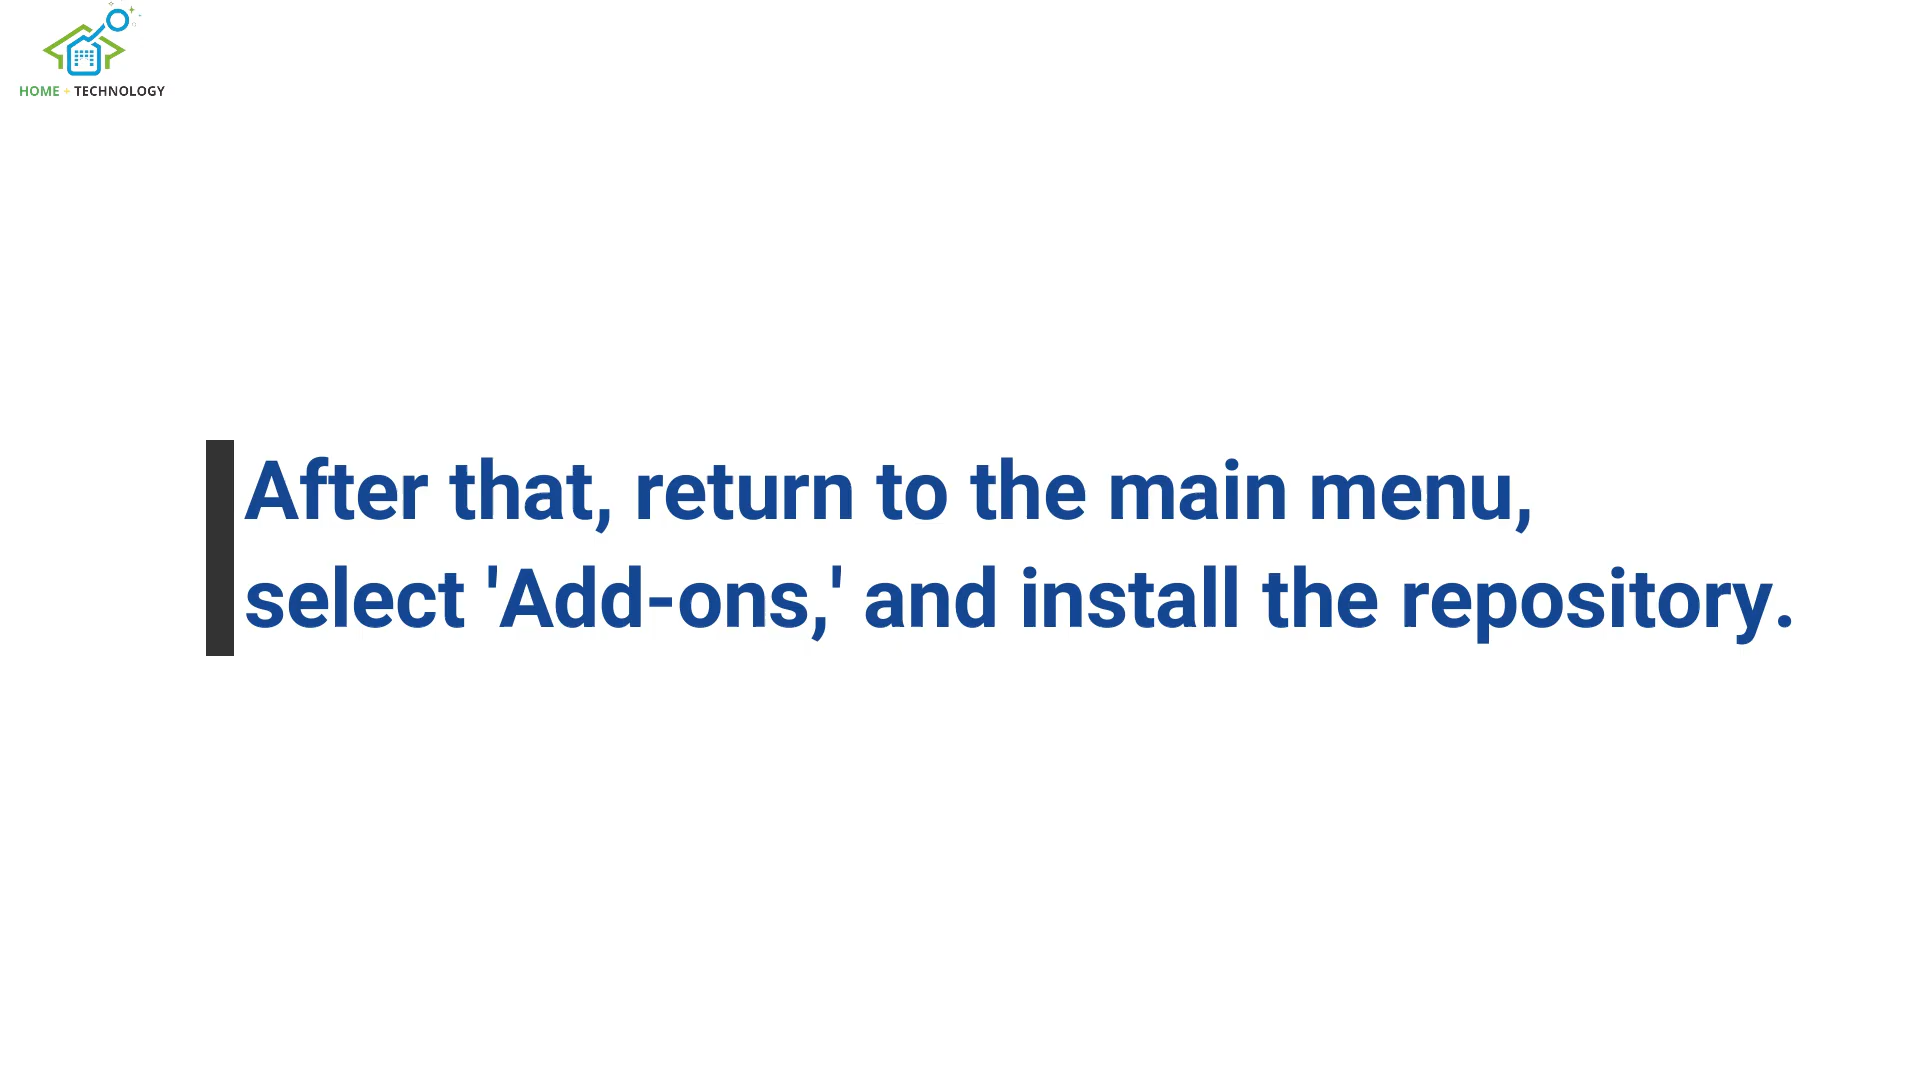 HOME + TECHNOLOGY
After that, return to the main menu,
select 'Add-ons,' and install the repository.